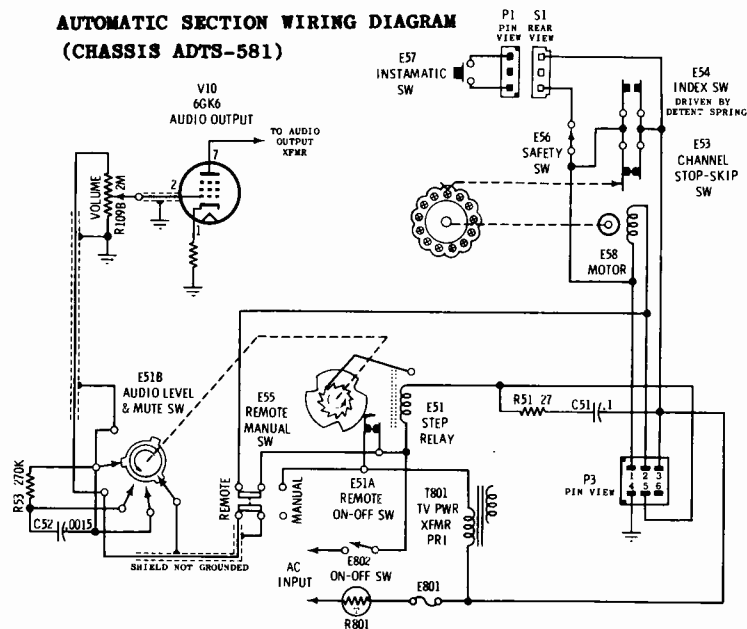 AUTOMATIC SECTION WIRING DIAGRAM
(CHASSIS ADTS-581)
P1
PIN
VIEW
S1
REAR
VIEW
E57
INSTAMATIC
SW
E54
INDEX SW
DRIVEN BY
DETENT SPRING
E56
SAFETY
SW
E53
CHANNEL
STOP-SKIP
SW
V10
6GK6
AUDIO OUTPUT
TO AUDIO
OUTPUT
XFMR
7
2
1
VOLUME
R109B 2M
E58
MOTOR
E51B
AUDIO LEVEL
& MUTE SW
E55
REMOTE
MANUAL
SW
E51
STEP
RELAY
R51 27
C51 .1
R53 270K
C52 .0015
REMOTE
MANUAL
E51A
REMOTE
ON-OFF SW
T801
TV PWR
XFMR
PRI
P3
PIN VIEW
1 2 3
4 5 6
SHIELD NOT GROUNDED
AC
INPUT
E802
ON-OFF SW
E801
T
R801